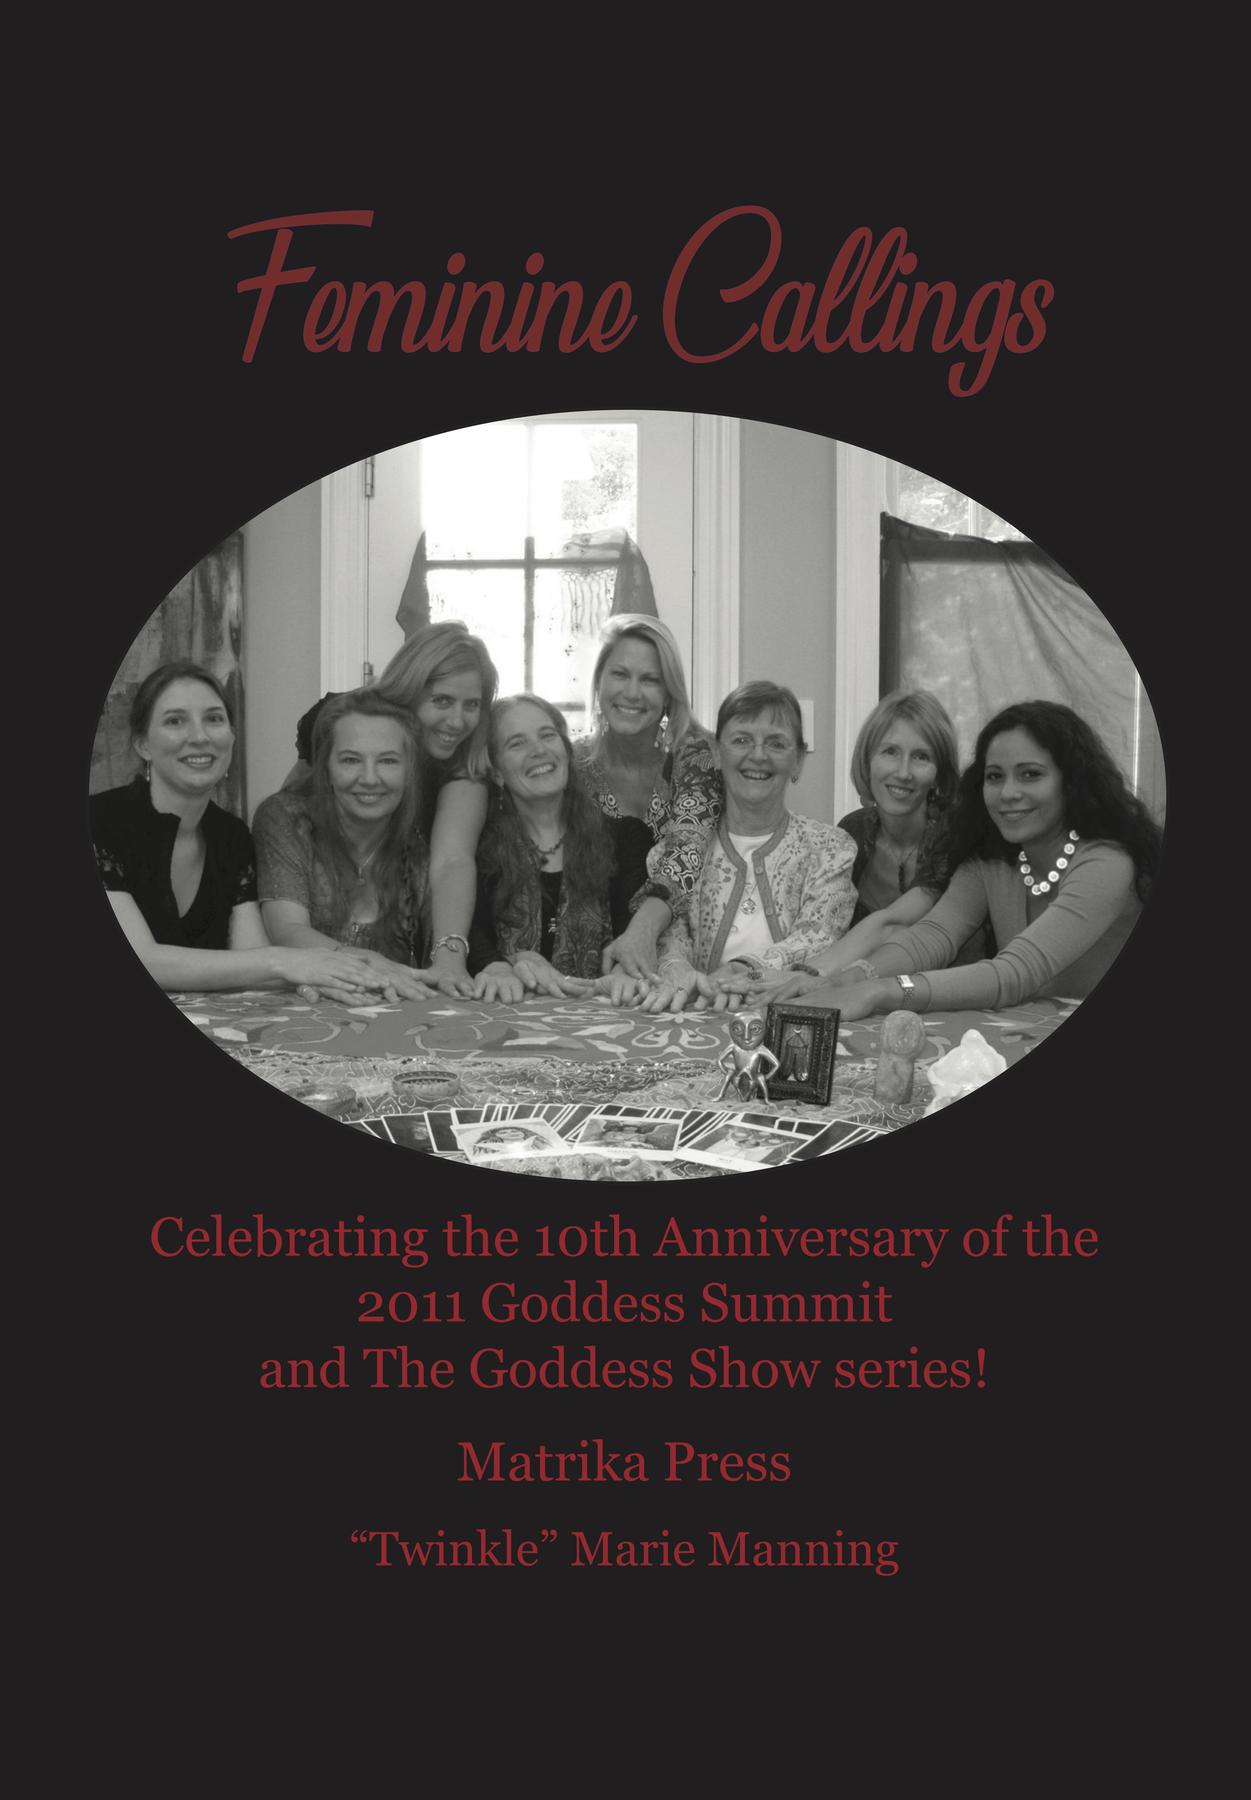 Feminine Callings
Celebrating the 10th Anniversary of the
2011 Goddess Summit
and The Goddess Show series!
Matrika Press
“Twinkle” Marie Manning